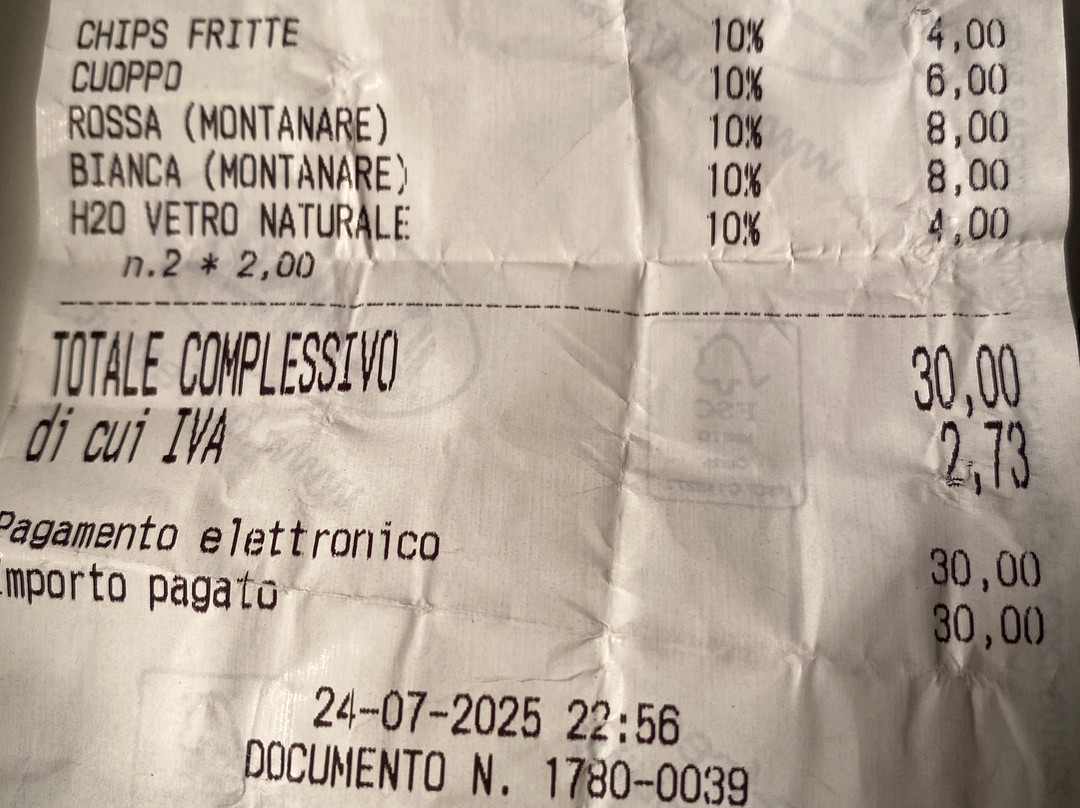 CHIPS FRITTE 10% 4,00
CUOPPO 10% 6,00
ROSSA (MONTANARE) 10% 8,00
BIANCA (MONTANARE) 10% 8,00
H2O VETRO NATURALE 10% 4,00
n.2 * 2,00
TOTALE COMPLESSIVO 30,00
di cui IVA 2,73
Pagamento elettronico 30,00
Importo pagato 30,00
24-07-2025 22:56
DOCUMENTO N. 1780-0039